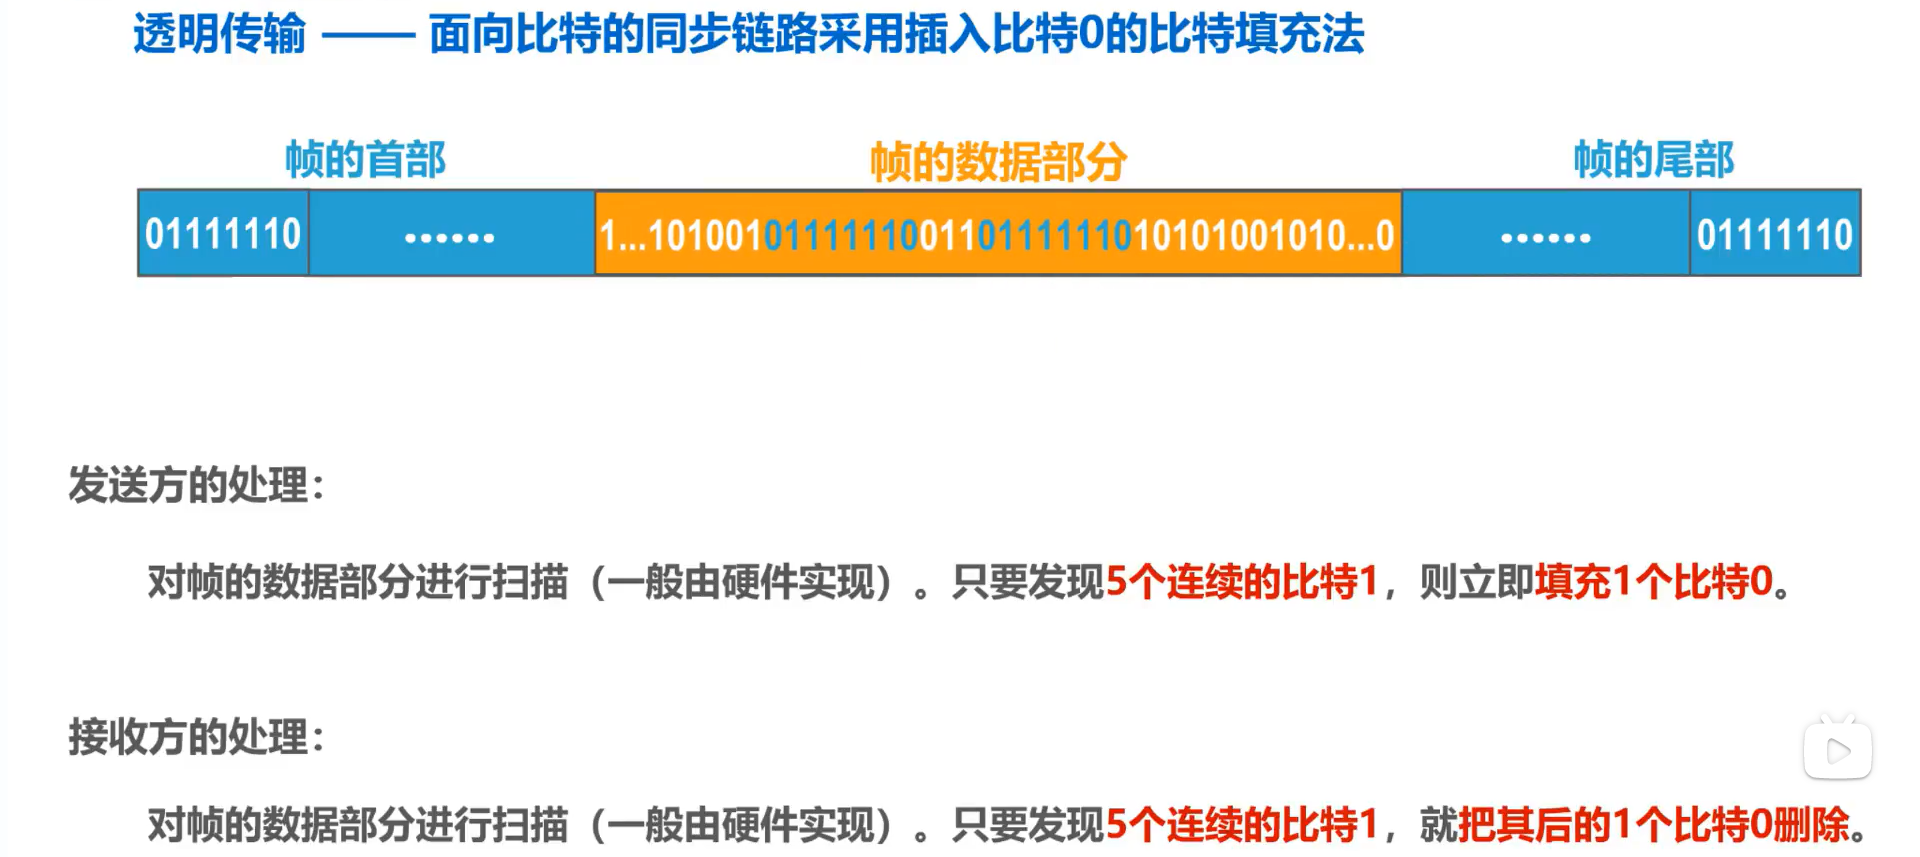 透明传输 —— 面向比特的同步链路采用插入比特0的比特填充法
帧的首部 帧的数据部分 帧的尾部
01111110 …… 1...101001011111100110111111010101001010...0 …… 01111110
发送方的处理：
对帧的数据部分进行扫描（一般由硬件实现）。只要发现5个连续的比特1，则立即填充1个比特0。
接收方的处理：
对帧的数据部分进行扫描（一般由硬件实现）。只要发现5个连续的比特1，就把其后的1个比特0删除。